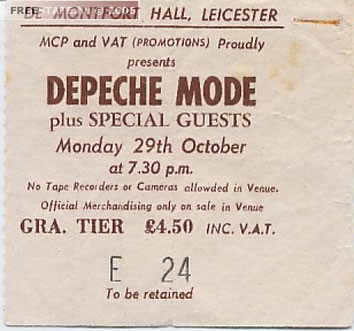 DE MONTFORT HALL, LEICESTER
FREE
2005
MCP and VAT (PROMOTIONS) Proudly
presents
DEPECHE MODE
plus SPECIAL GUESTS
Monday 29th October
at 7.30 p.m.
No Tape Recorders or Cameras allowded in Venue.
Official Merchandising only on sale in Venue
GRA. TIER £4.50 INC. V.A.T.
E 24
To be retained